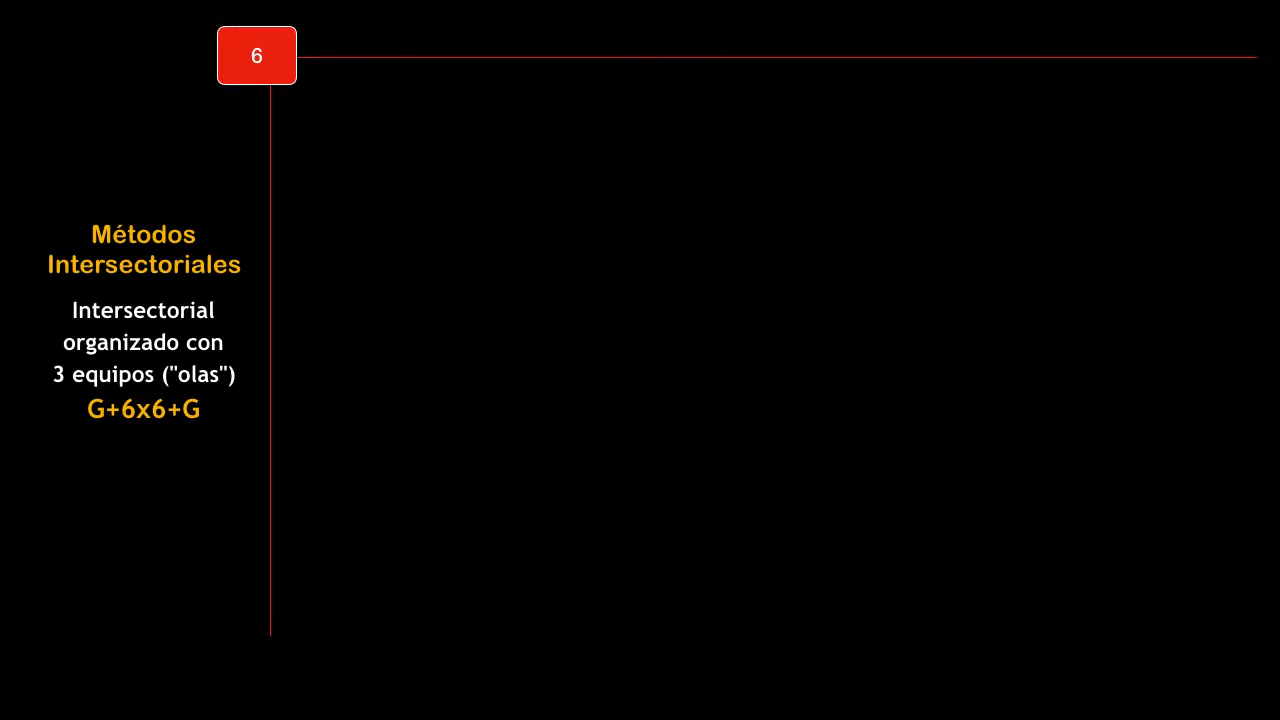 6
Métodos
Intersectoriales
Intersectorial
organizado con
3 equipos ("olas")
G+6x6+G